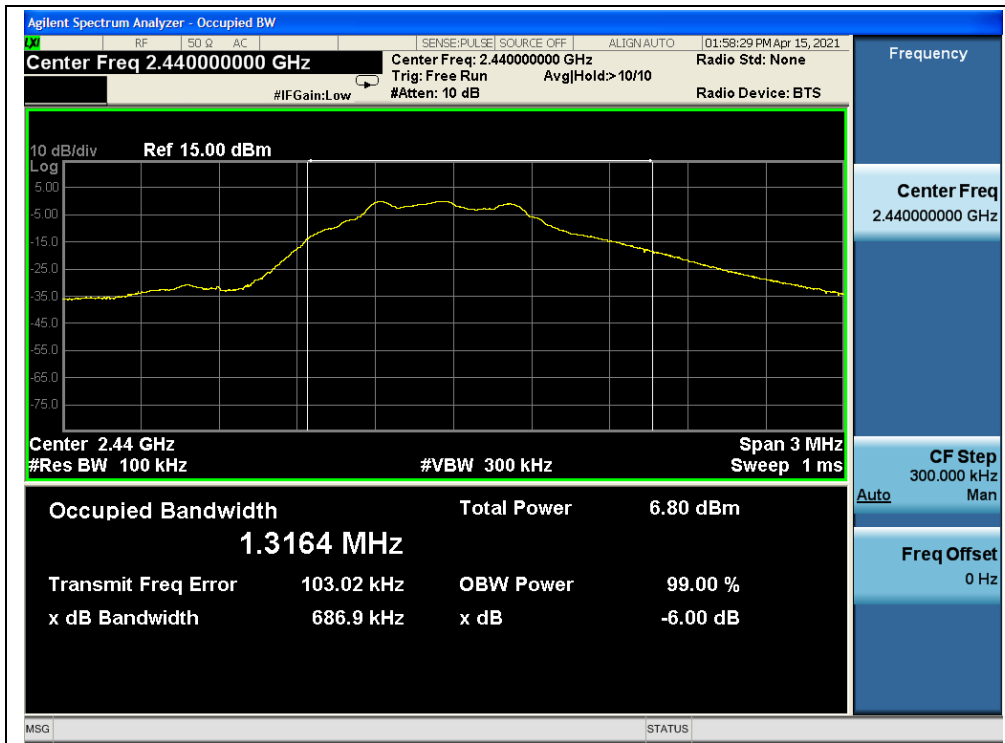 Agilent Spectrum Analyzer - Occupied BW
LXI RF 50 Ω AC SENSE:PULSE SOURCE OFF ALIGN AUTO 01:58:29 PM Apr 15, 2021
Center Freq 2.440000000 GHz
Center Freq: 2.440000000 GHz
Radio Std: None
Trig: Free Run Avg|Hold:>10/10
#IFGain:Low
#Atten: 10 dB
Radio Device: BTS
10 dB/div Ref 15.00 dBm
Log
5.00
-5.00
-15.0
-25.0
-35.0
-45.0
-55.0
-65.0
-75.0
Center 2.44 GHz Span 3 MHz
#Res BW 100 kHz #VBW 300 kHz Sweep 1 ms
Occupied Bandwidth Total Power 6.80 dBm
1.3164 MHz
Transmit Freq Error 103.02 kHz OBW Power 99.00 %
x dB Bandwidth 686.9 kHz x dB -6.00 dB
Frequency
Center Freq
2.440000000 GHz
CF Step
300.000 kHz
Auto Man
Freq Offset
0 Hz
MSG STATUS